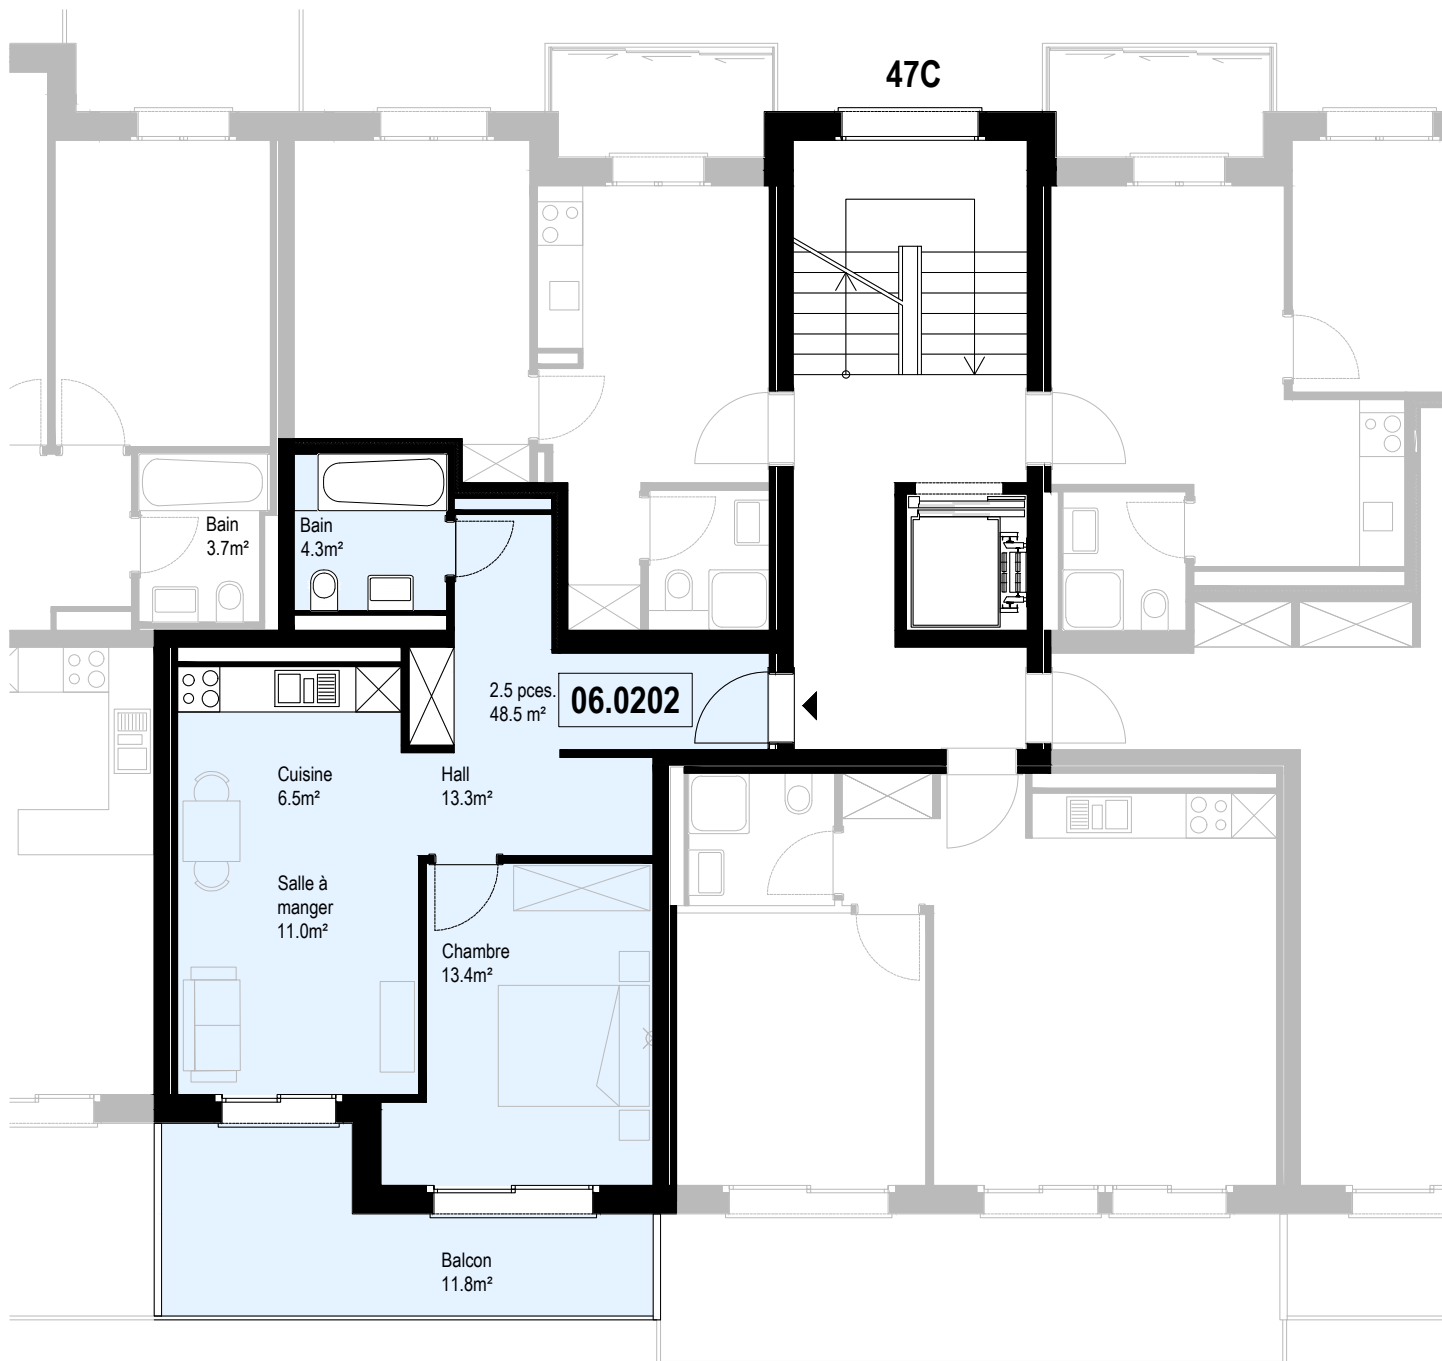 47C
Bain
3.7m²
Bain
4.3m²
2.5 pces.
48.5 m²
06.0202
Cuisine
6.5m²
Hall
13.3m²
Salle à
manger
11.0m²
Chambre
13.4m²
Balcon
11.8m²